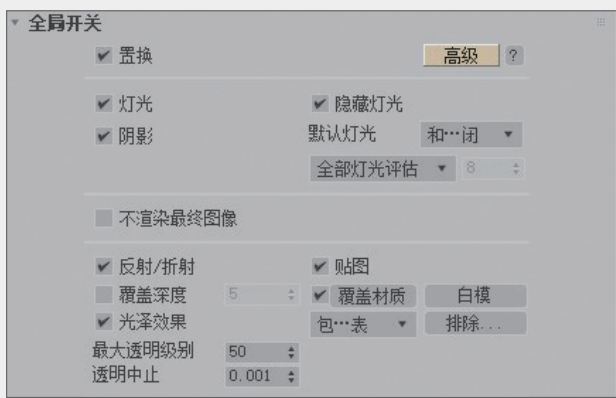 全局开关
置换 高级 ?
灯光 隐藏灯光
阴影 默认灯光 和…闭
全部灯光评估 8
不渲染最终图像
反射/折射 贴图
覆盖深度 5 覆盖材质 白模
光泽效果 包…表 排除...
最大透明级别 50
透明中止 0.001